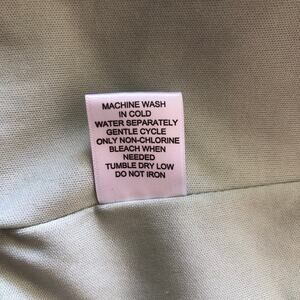 MACHINE WASH
IN COLD
WATER SEPARATELY
GENTLE CYCLE
ONLY NON-CHLORINE
BLEACH WHEN
NEEDED
TUMBLE DRY LOW
DO NOT IRON